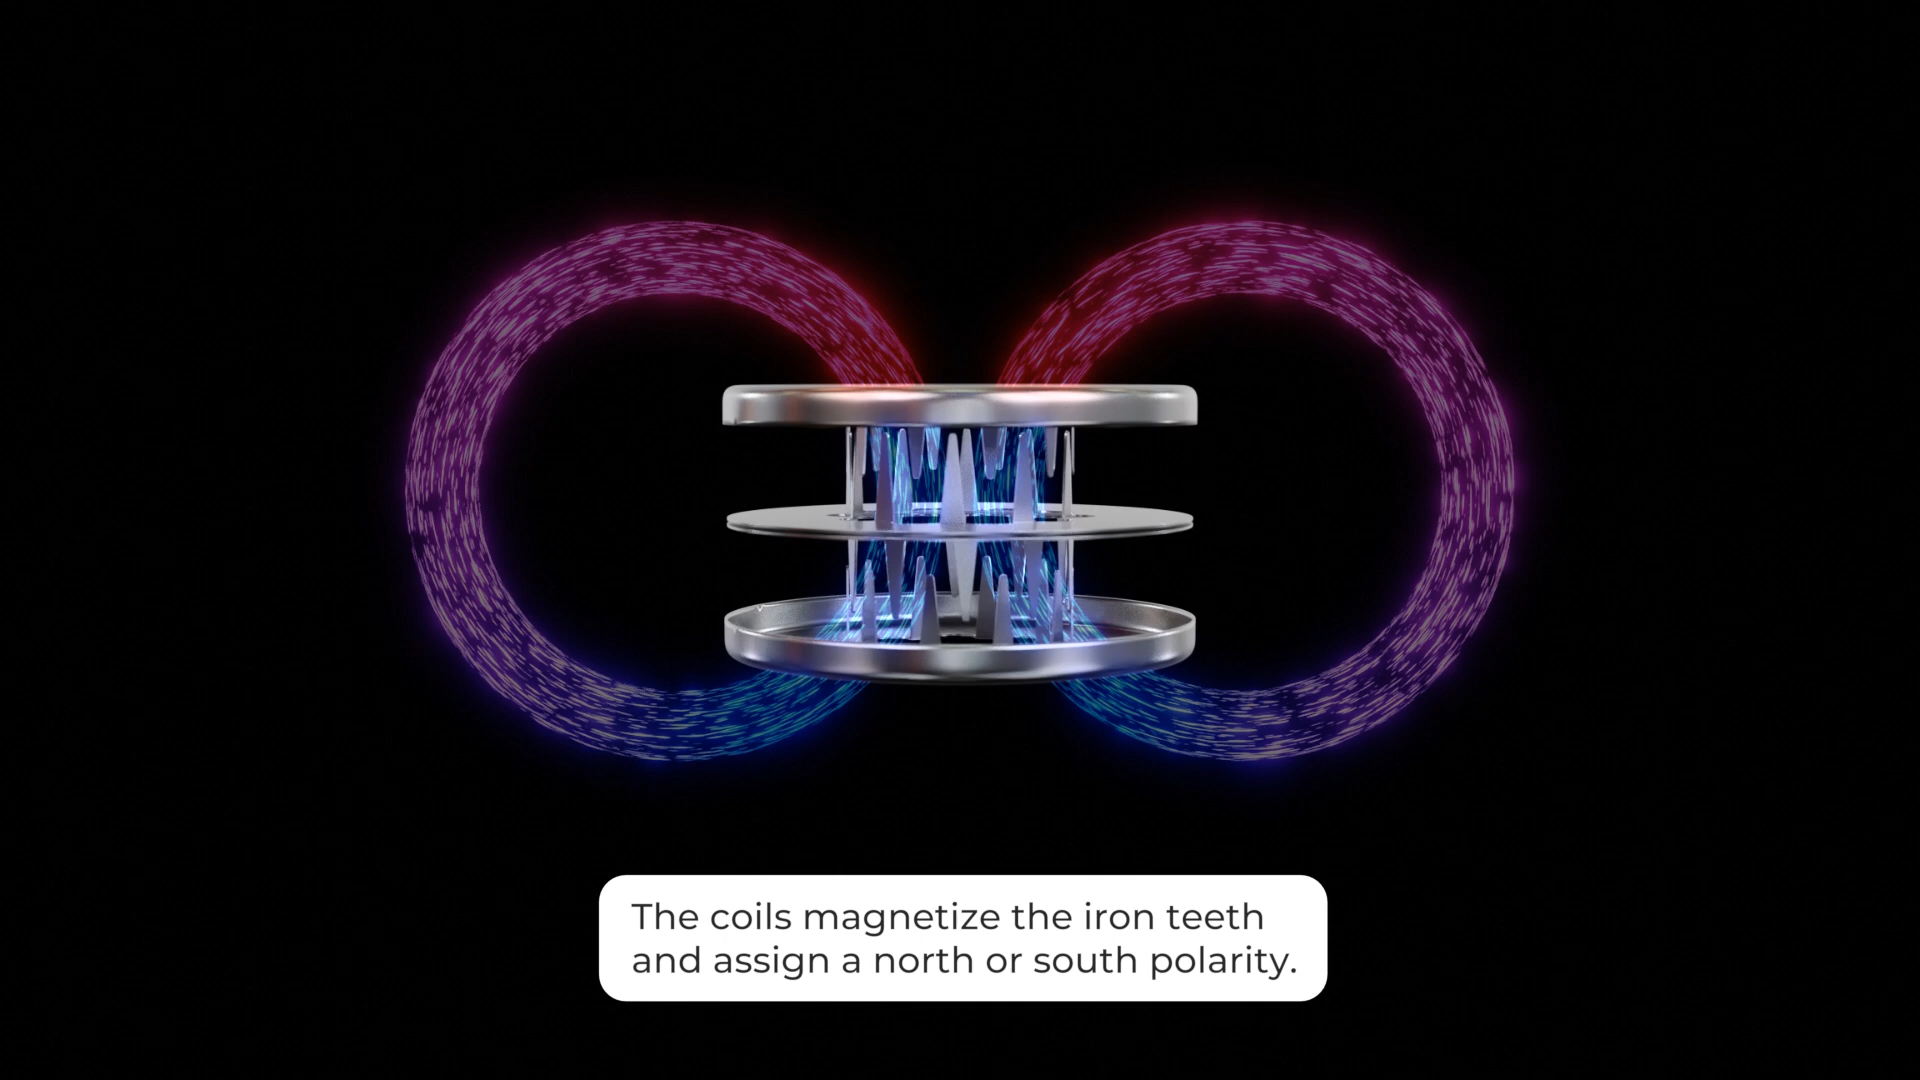 The coils magnetize the iron teeth
and assign a north or south polarity.